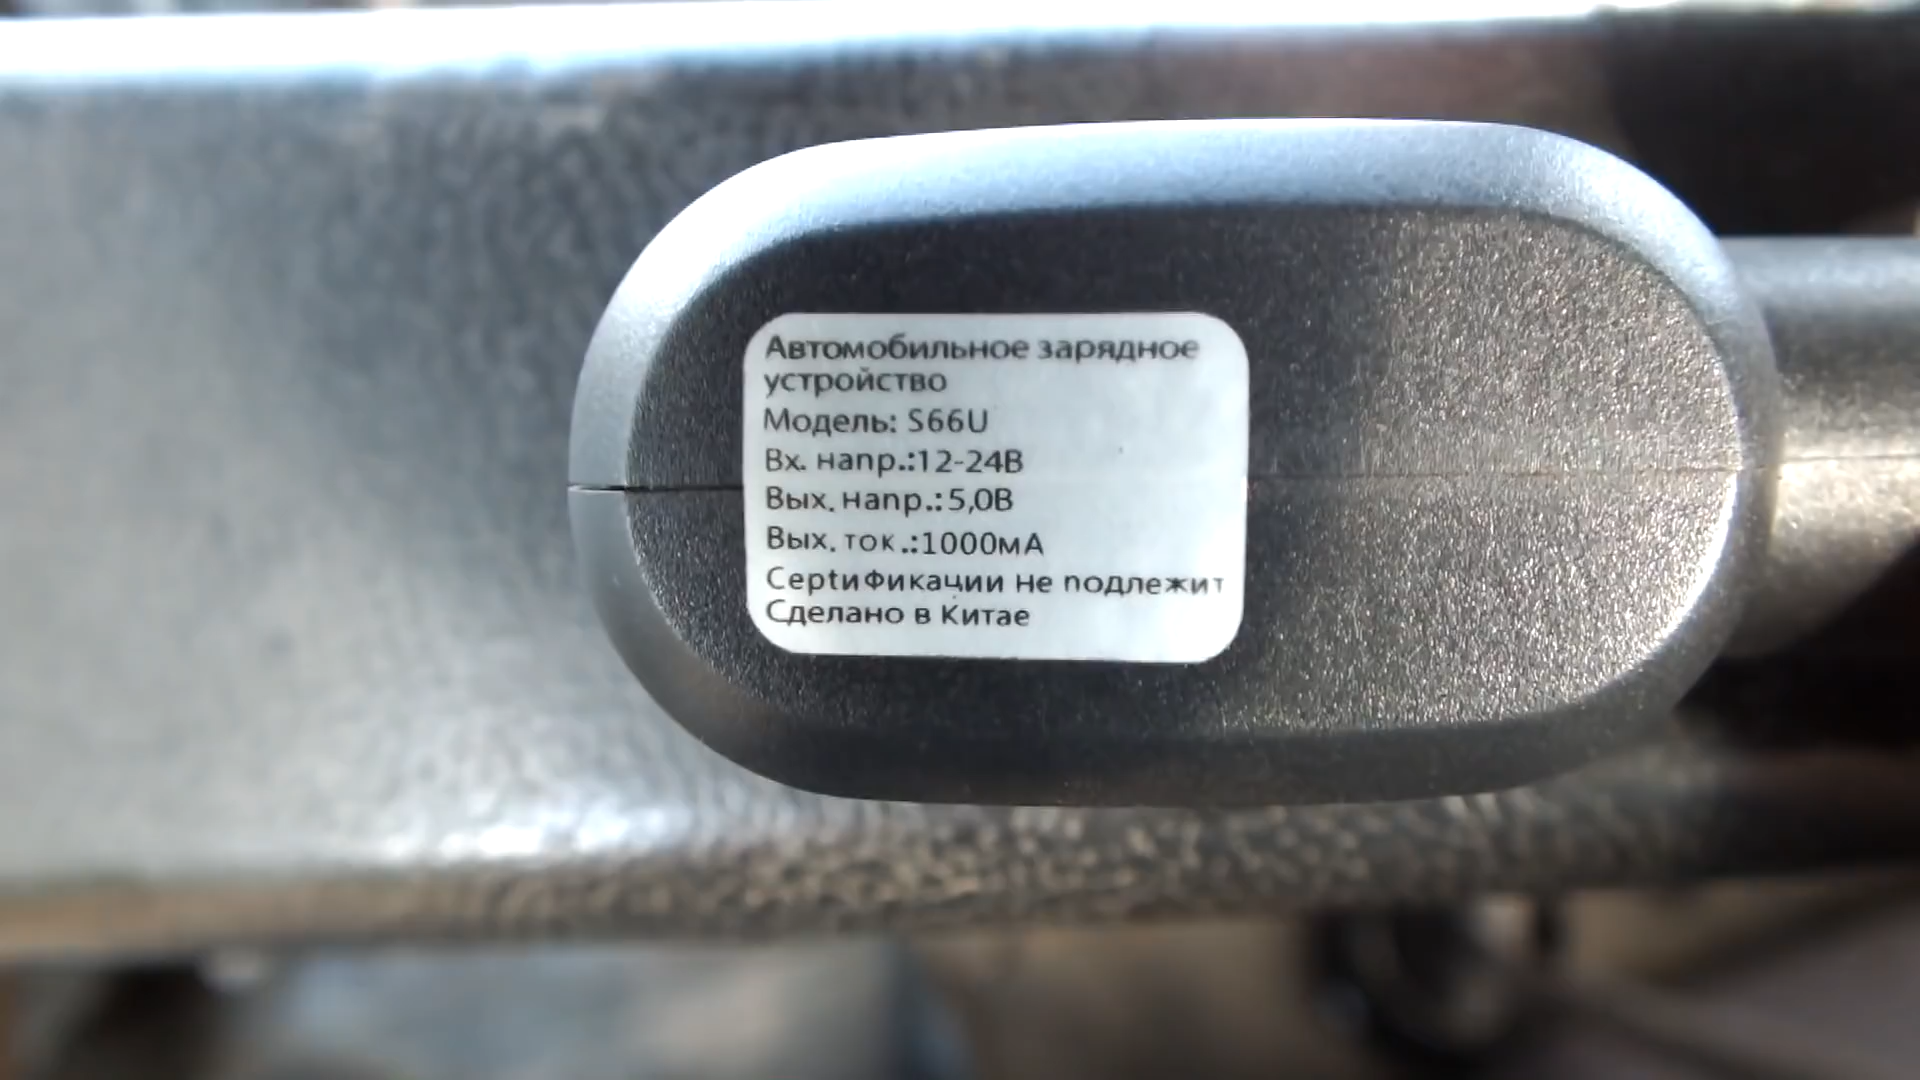 Автомобильное зарядное
устройство
Модель: S66U
Вх. напр.:12-24В
Вых. напр.:5,0В
Вых. ток.:1000мА
Сертификации не подлежит
Сделано в Китае